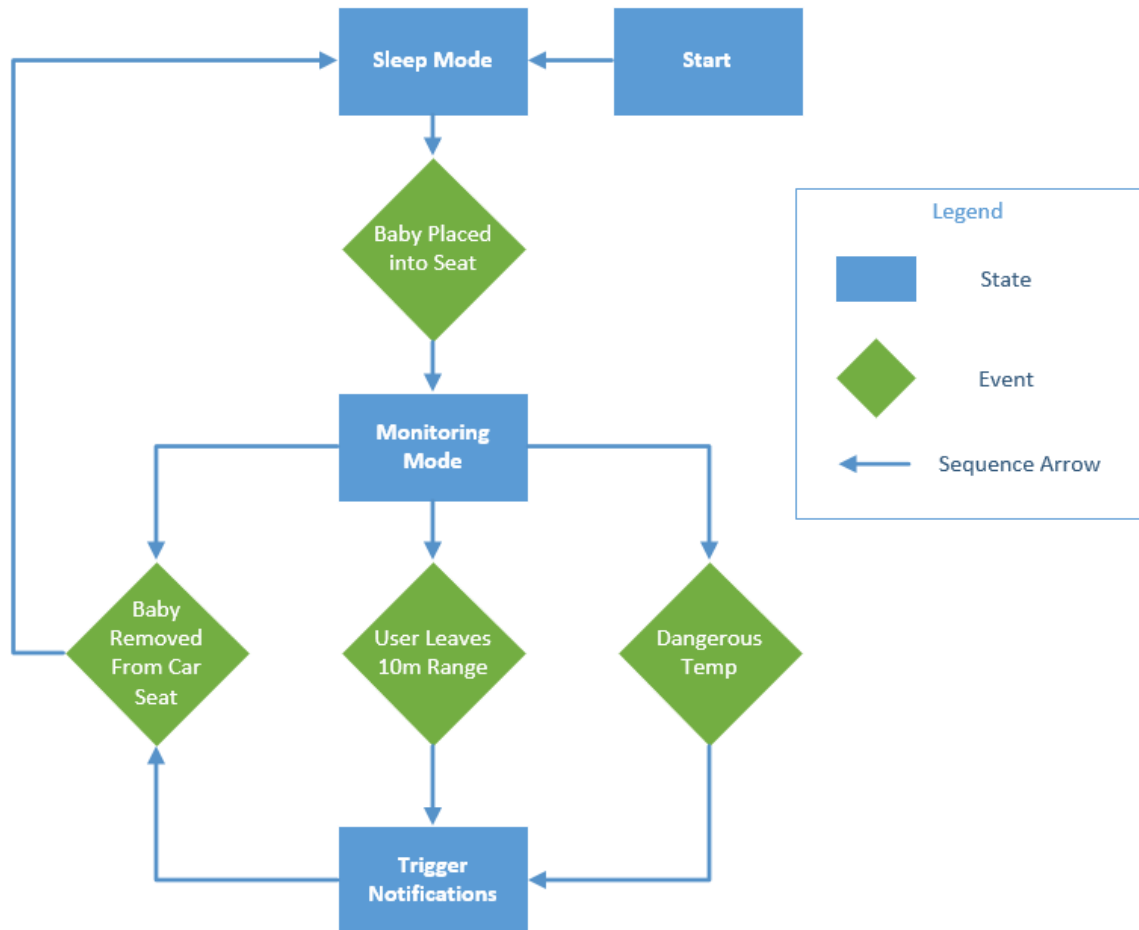 Sleep Mode
Start
Baby Placed
into Seat
Legend
State
Event
Sequence Arrow
Monitoring
Mode
Baby
Removed
From Car
Seat
User Leaves
10m Range
Dangerous
Temp
Trigger
Notifications